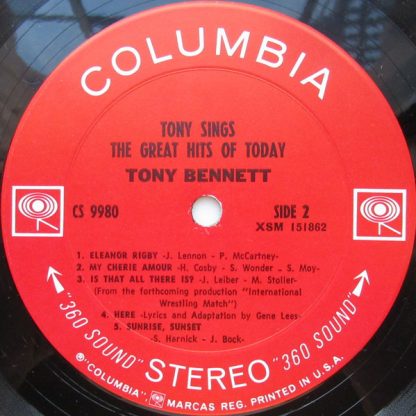 COLUMBIA
TONY SINGS
THE GREAT HITS OF TODAY
TONY BENNETT
CS 9980
SIDE 2
XSM 151862
1. ELEANOR RIGBY -J. Lennon - P. McCartney-
2. MY CHERIE AMOUR -H. Cosby - S. Wonder - S. Moy-
3. IS THAT ALL THERE IS? -J. Leiber - M. Stoller-
(From the forthcoming production "International
Wrestling Match")
4. HERE -Lyrics and Adaptation by Gene Lees-
5. SUNRISE, SUNSET
-S. Harnick - J. Bock-
"360 SOUND" STEREO "360 SOUND"
®"COLUMBIA", MARCAS REG. PRINTED IN U.S.A.